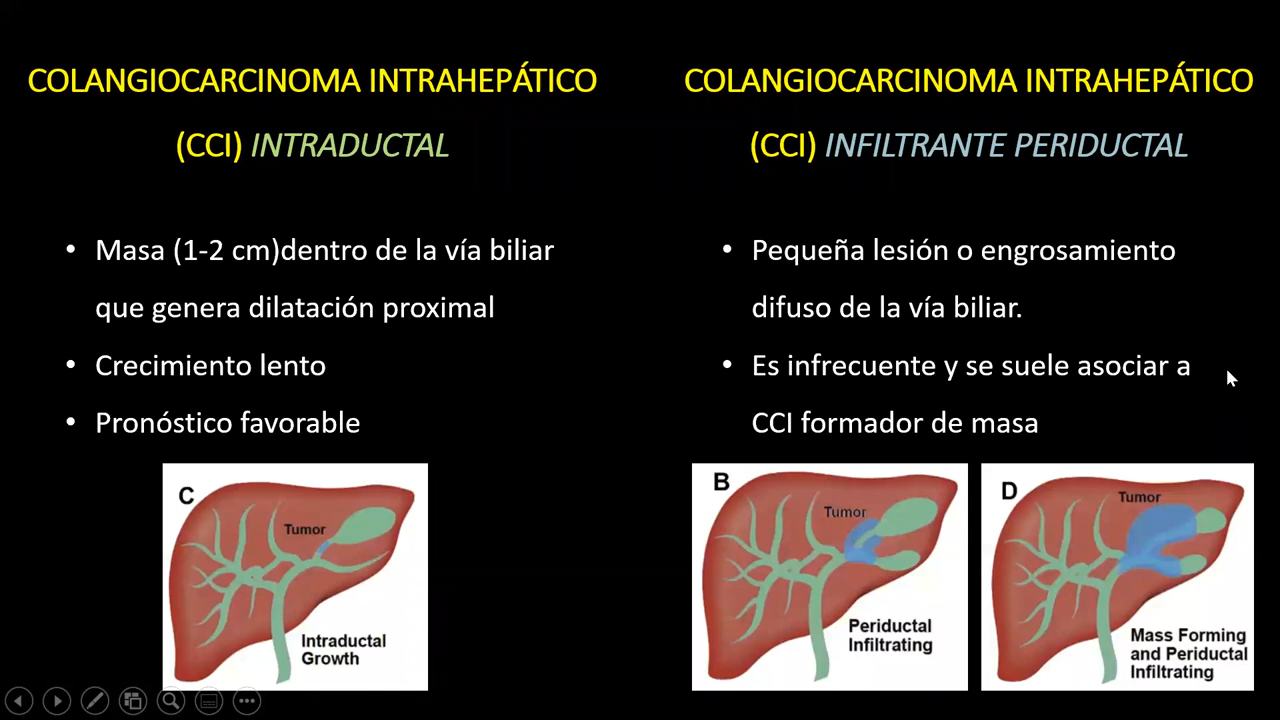 COLANGIOCARCINOMA INTRAHEPÁTICO
(CCI) INTRADUCTAL
• Masa (1-2 cm)dentro de la vía biliar
que genera dilatación proximal
• Crecimiento lento
• Pronóstico favorable
C
Tumor
Intraductal
Growth
COLANGIOCARCINOMA INTRAHEPÁTICO
(CCI) INFILTRANTE PERIDUCTAL
• Pequeña lesión o engrosamiento
difuso de la vía biliar.
• Es infrecuente y se suele asociar a
CCI formador de masa
B
Tumor
Periductal
Infiltrating
D
Tumor
Mass Forming
and Periductal
Infiltrating